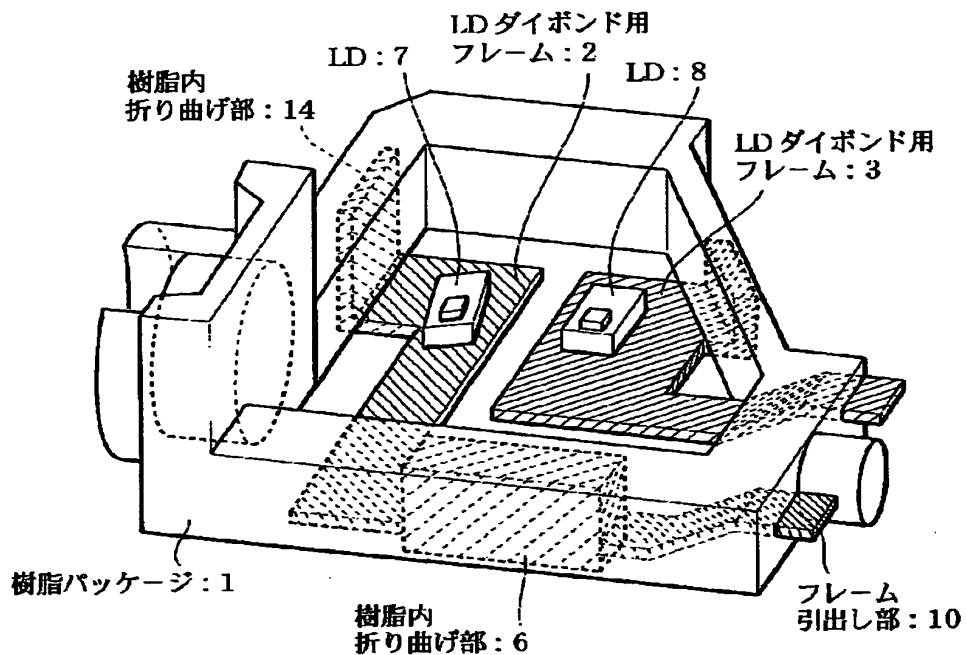 LDダイボンド用
フレーム:2
LD:7
LD:8
樹脂内
折り曲げ部:14
LDダイボンド用
フレーム:3
樹脂パッケージ:1
樹脂内
折り曲げ部:6
フレーム
引出し部:10